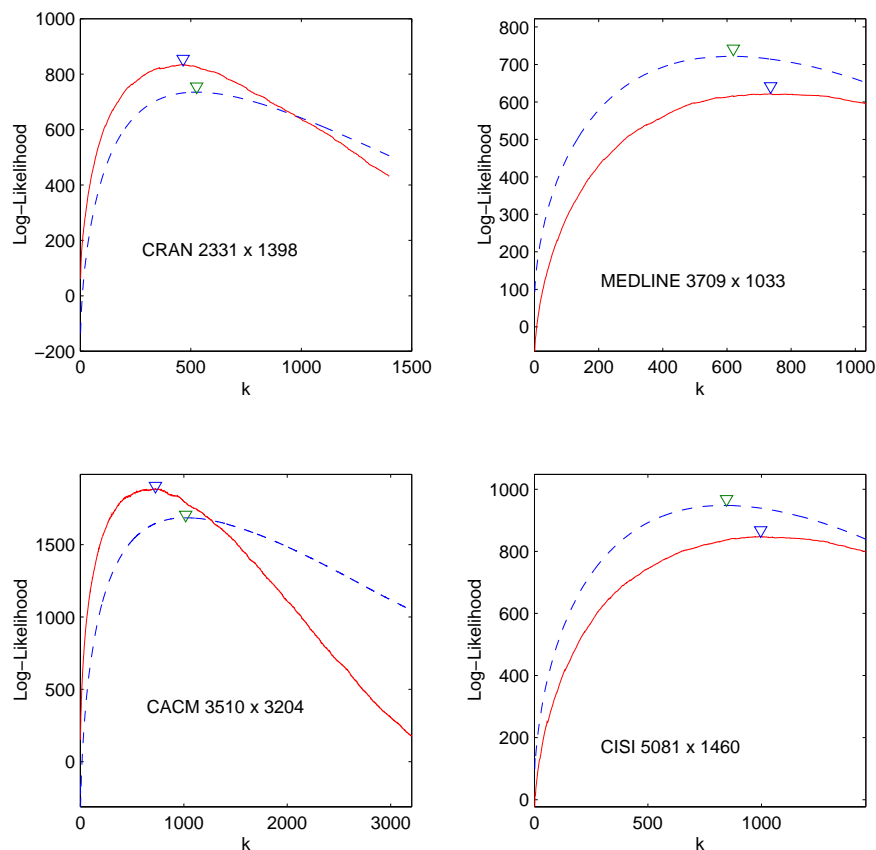 1000
800
600
400
200
0
−200
Log−Likelihood
CRAN 2331 x 1398
0 500 1000 1500
k
800
700
600
500
400
300
200
100
0
Log−Likelihood
MEDLINE 3709 x 1033
0 200 400 600 800 1000
k
1500
1000
500
0
Log−Likelihood
CACM 3510 x 3204
0 1000 2000 3000
k
1000
800
600
400
200
0
Log−Likelihood
CISI 5081 x 1460
0 500 1000
k